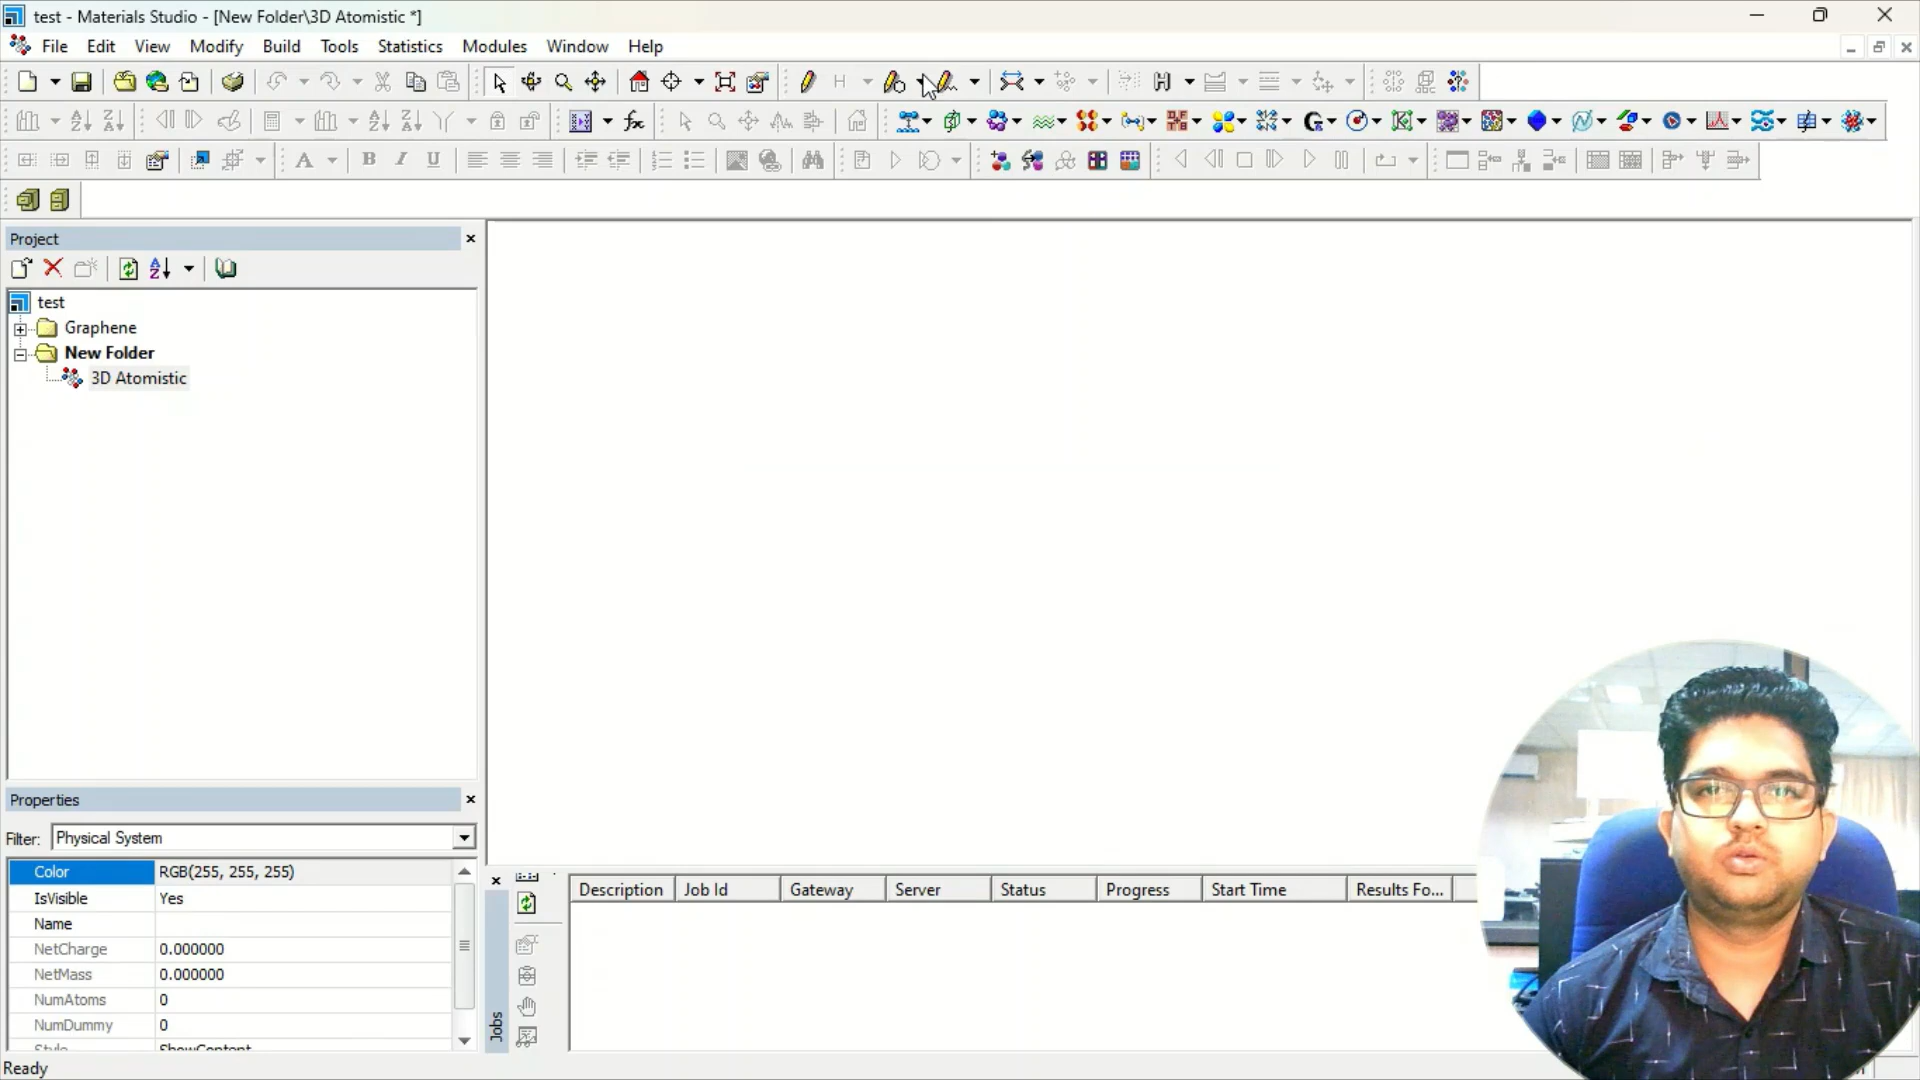 test - Materials Studio - [New Folder\3D Atomistic *]
File Edit View Modify Build Tools Statistics Modules Window Help
Project
test
Graphene
New Folder
3D Atomistic
Properties
Filter: Physical System
Color RGB(255, 255, 255)
IsVisible Yes
Name
NetCharge 0.000000
NetMass 0.000000
NumAtoms 0
NumDummy 0
Style ShowContent
Jobs
Description Job Id Gateway Server Status Progress Start Time Results Fo...
Ready